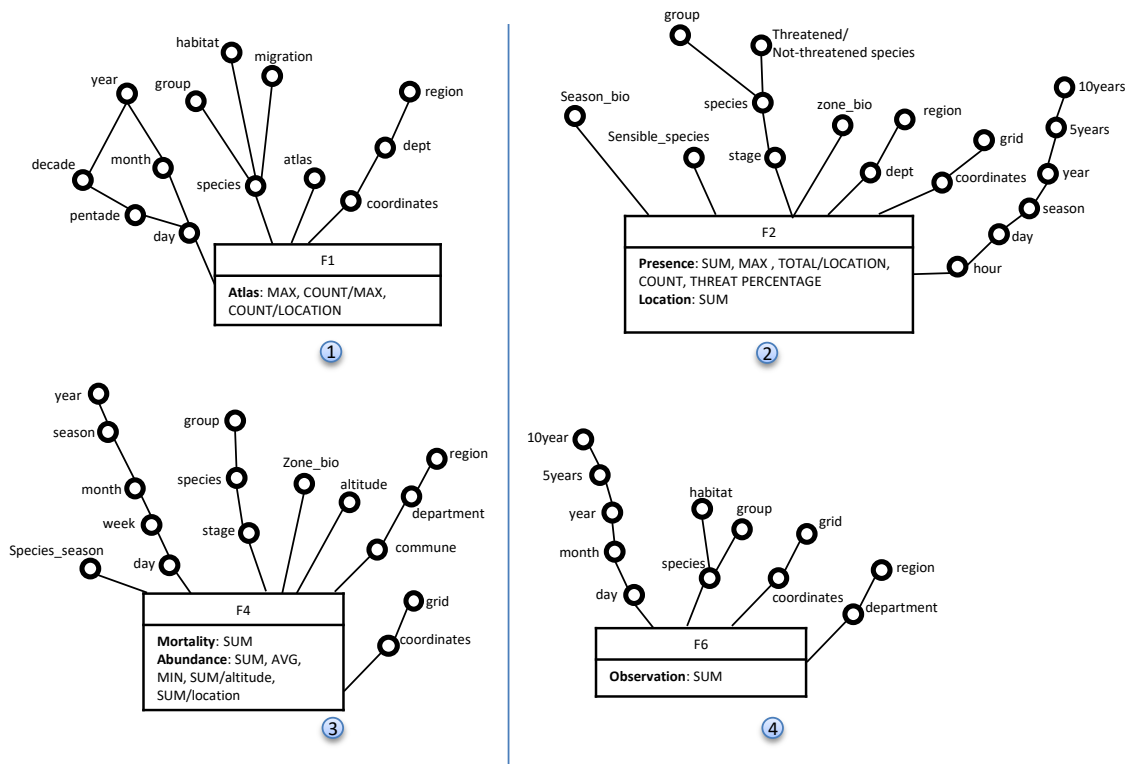 habitat
migration
year
group
region
decade
month
atlas
dept
species
coordinates
pentade
day
F1
Atlas: MAX, COUNT/MAX,
COUNT/LOCATION
1
group
Threatened/
Not-threatened species
10years
Season_bio
species
zone_bio
region
5years
Sensible_species
grid
stage
dept
coordinates
year
season
day
hour
F2
Presence: SUM, MAX , TOTAL/LOCATION,
COUNT, THREAT PERCENTAGE
Location: SUM
2
year
season
group
region
species
Zone_bio
altitude
month
department
week
stage
commune
Species_season
day
grid
coordinates
F4
Mortality: SUM
Abundance: SUM, AVG,
MIN, SUM/altitude,
SUM/location
3
10year
5years
habitat
group
year
grid
month
species
region
day
coordinates
department
F6
Observation: SUM
4